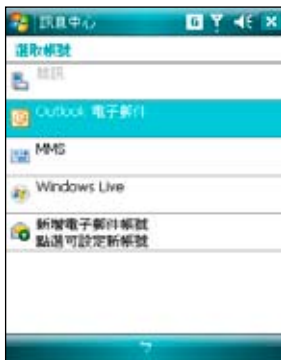 訊息中心
選取帳號
簡訊
Outlook 電子郵件
MMS
Windows Live
新增電子郵件帳號
點選可設定新帳號